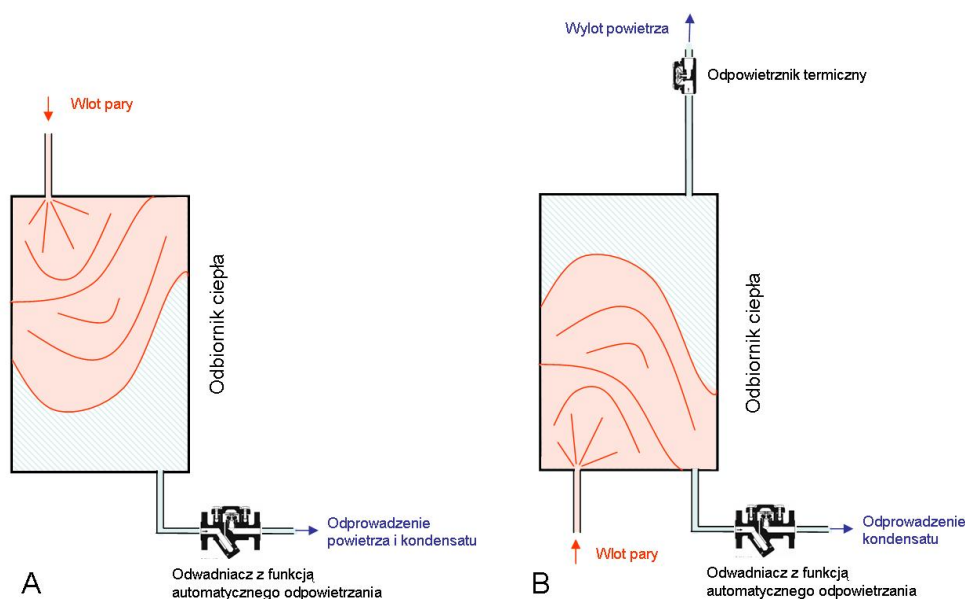 Wlot pary
Odbiornik ciepła
Odprowadzenie
powietrza i kondensatu
Odwadniacz z funkcją
automatycznego odpowietrzania
A
Wylot powietrza
Odpowietrznik termiczny
Odbiornik ciepła
Odprowadzenie
kondensatu
Wlot pary
Odwadniacz z funkcją
automatycznego odpowietrzania
B